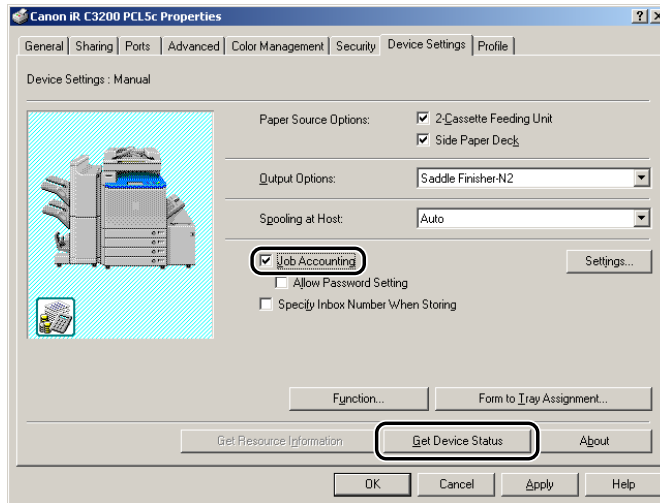 Canon iR C3200 PCL5c Properties
General Sharing Ports Advanced Color Management Security Device Settings Profile
Device Settings : Manual
Paper Source Options: 2-Cassette Feeding Unit
Side Paper Deck
Output Options: Saddle Finisher-N2
Spooling at Host: Auto
Job Accounting Settings...
Allow Password Setting
Specify Inbox Number When Storing
Function... Form to Tray Assignment...
Get Resource Information Get Device Status About
OK Cancel Apply Help